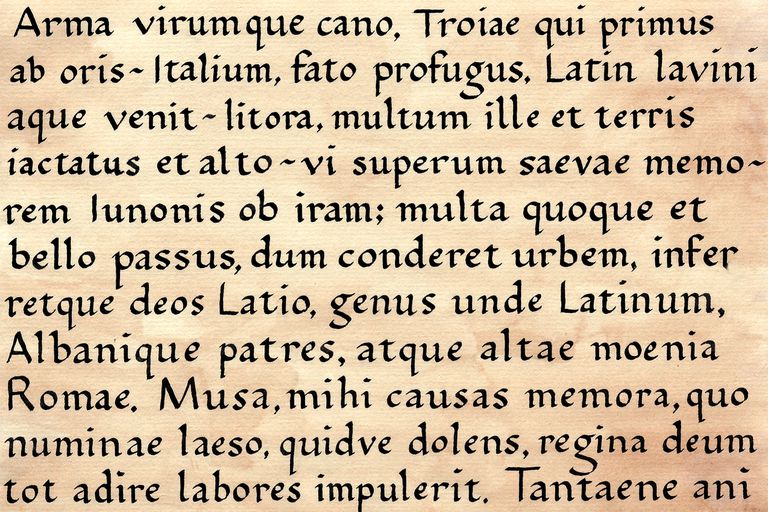 Arma virumque cano, Troiae qui primus
ab oris~Italium, fato profugus, Latin lavini
aque venit~litora, multum ille et terris
iactatus et alto~vi superum saevae memo~
rem Iunonis ob iram; multa quoque et
bello passus, dum conderet urbem, infer
retque deos Latio, genus unde Latinum,
Albanique patres, atque altae moenia
Romae. Musa, mihi causas memora, quo
numinae laeso, quidve dolens, regina deum
tot adire labores impulerit. Tantaene ani